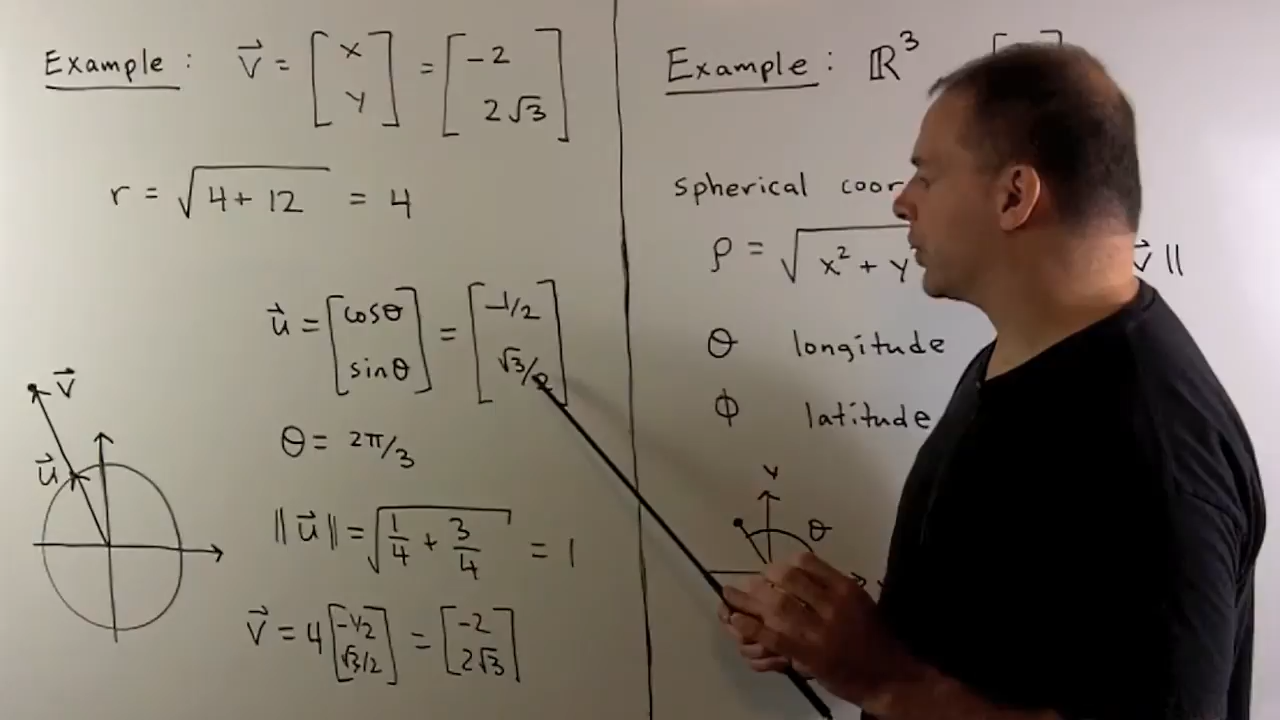 Example: v⃗ = [x y] = [-2 2√3]
r = √(4+12) = 4
u⃗ = [cosθ sinθ] = [-1/2 √3/2]
θ = 2π/3
‖u⃗‖ = √(1/4 + 3/4) = 1
v⃗ = 4[-1/2 √3/2] = [-2 2√3]
v⃗
u⃗
Example: ℝ³
spherical coor
ρ = √x² + y v⃗‖
θ longitude
ϕ latitude
y
θ